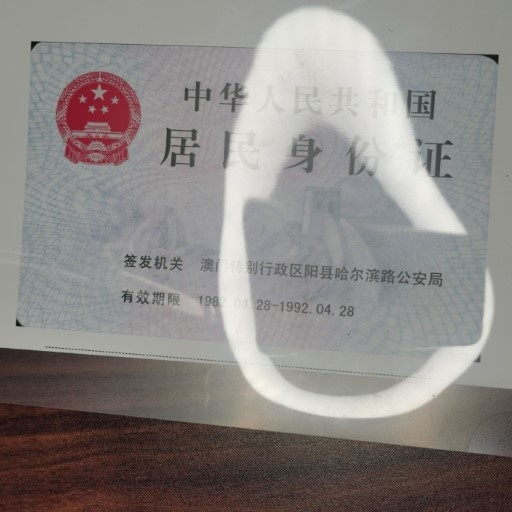 中华人民共和国
居民身份证
签发机关 澳门特别行政区阳县哈尔滨路公安局
有效期限 1982.04.28-1992.04.28